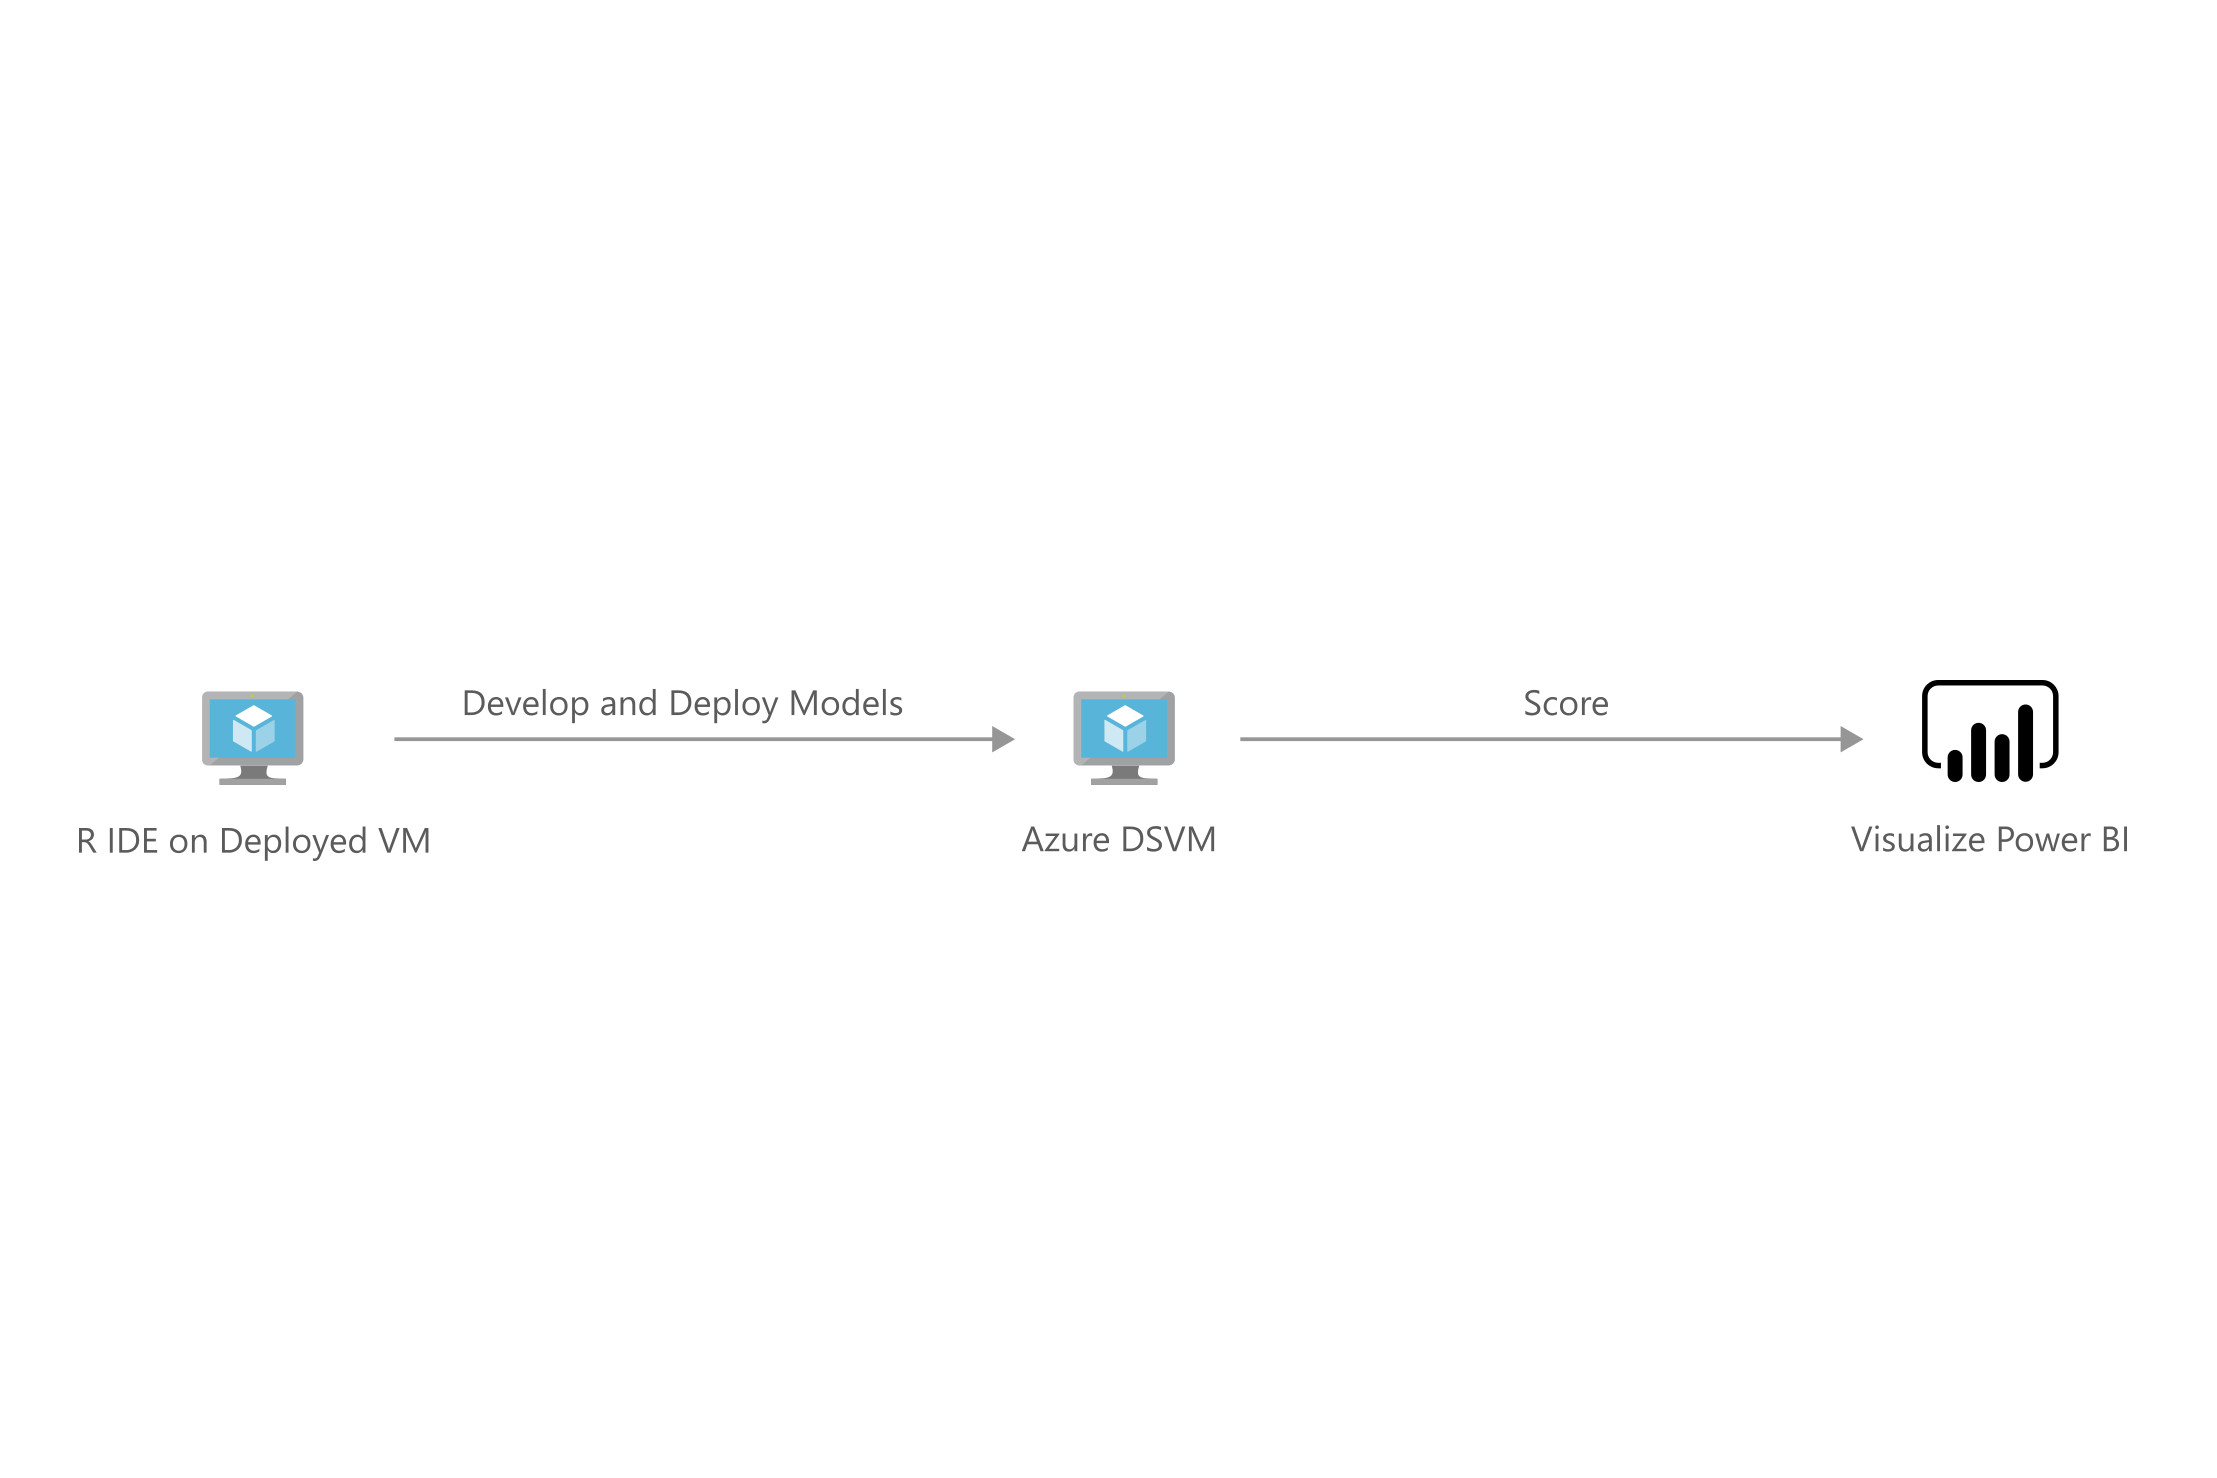 Develop and Deploy Models
Score
R IDE on Deployed VM
Azure DSVM
Visualize Power BI